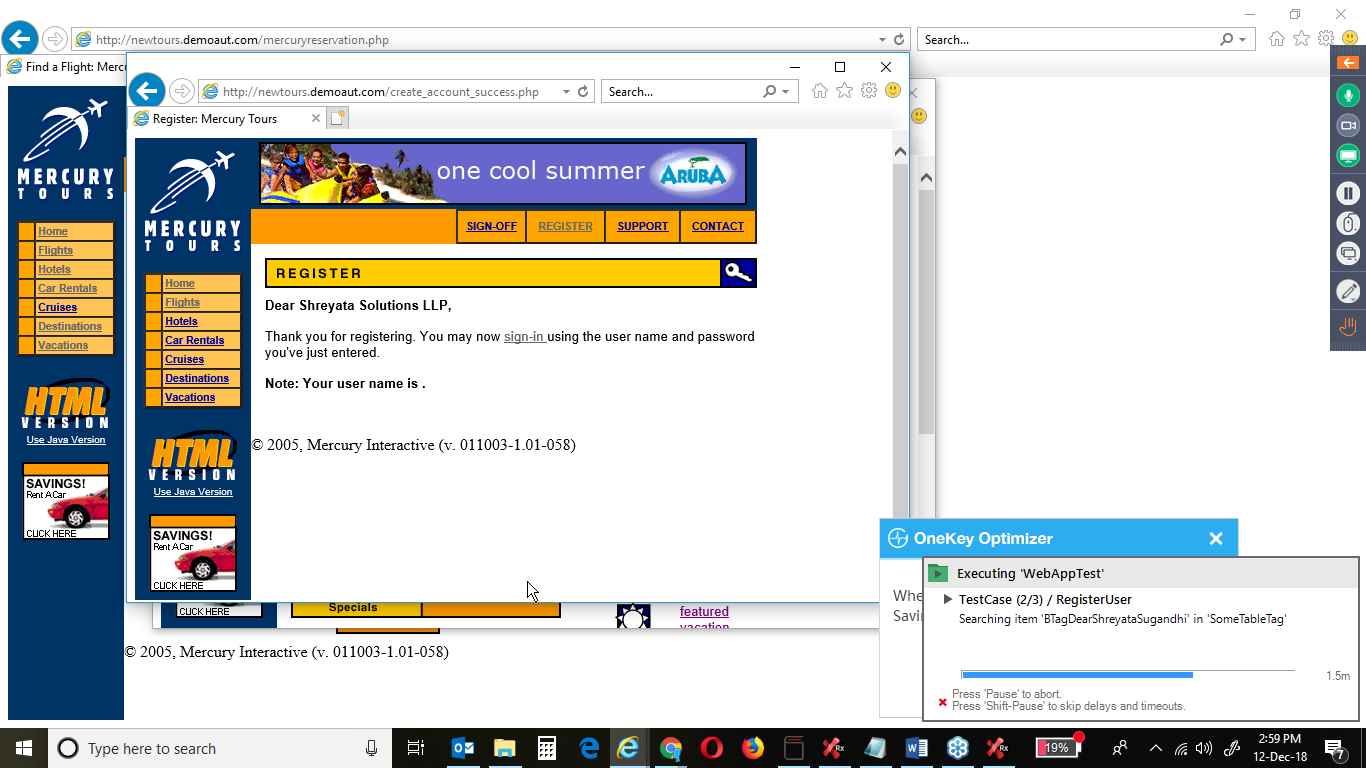 http://newtours.demoaut.com/mercuryreservation.php
Search...
Find a Flight: Merc
http://newtours.demoaut.com/create_account_success.php
Search...
Register: Mercury Tours
MERCURY
TOURS
Home
Flights
Hotels
Car Rentals
Cruises
Destinations
Vacations
HTML
VERSION
Use Java Version
SAVINGS!
Rent A Car
CLICK HERE
MERCURY
TOURS
one cool summer
ARUBA
SIGN-OFF
REGISTER
SUPPORT
CONTACT
REGISTER
Home
Flights
Hotels
Car Rentals
Cruises
Destinations
Vacations
Dear Shreyata Solutions LLP,
Thank you for registering. You may now sign-in using the user name and password
you've just entered.
Note: Your user name is .
© 2005, Mercury Interactive (v. 011003-1.01-058)
HTML
VERSION
Use Java Version
SAVINGS!
Rent A Car
CLICK HERE
CLICK HERE
Specials
featured
vacation
© 2005, Mercury Interactive (v. 011003-1.01-058)
OneKey Optimizer
Whe
Savi
Executing 'WebAppTest'
TestCase (2/3) / RegisterUser
Searching item 'BTagDearShreyataSugandhi' in 'SomeTableTag'
1.5m
Press 'Pause' to abort.
Press 'Shift-Pause' to skip delays and timeouts.
Type here to search
Rx
Rx
19%
2:59 PM
12-Dec-18
7